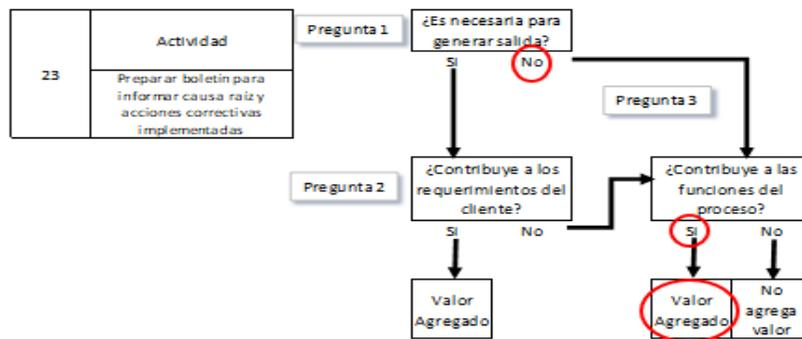 23
Actividad
Preparar boletín para
informar causa raíz y
acciones correctivas
implementadas
Pregunta 1
¿Es necesaria para
generar salida?
Si
No
Pregunta 3
Pregunta 2
¿Contribuye a los
requerimientos del
cliente?
Si
No
¿Contribuye a las
funciones del
proceso?
Si
No
Valor
Agregado
Valor
Agregado
No
agrega
valor